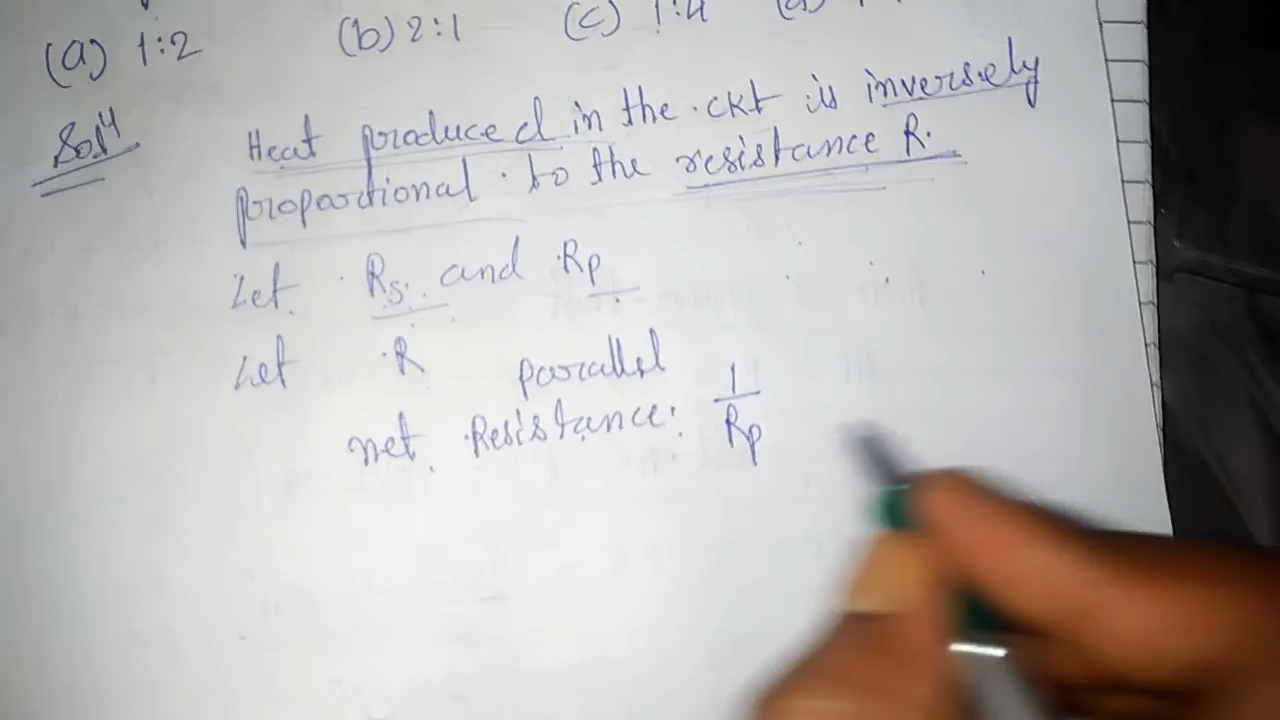 (a) 1:2 (b) 2:1 (c) 1:4
Sol4 Heat produced in the ckt is inversely
proportional to the resistance R.
Let Rs and Rp
Let R parallel
net Resistance: 1/Rp